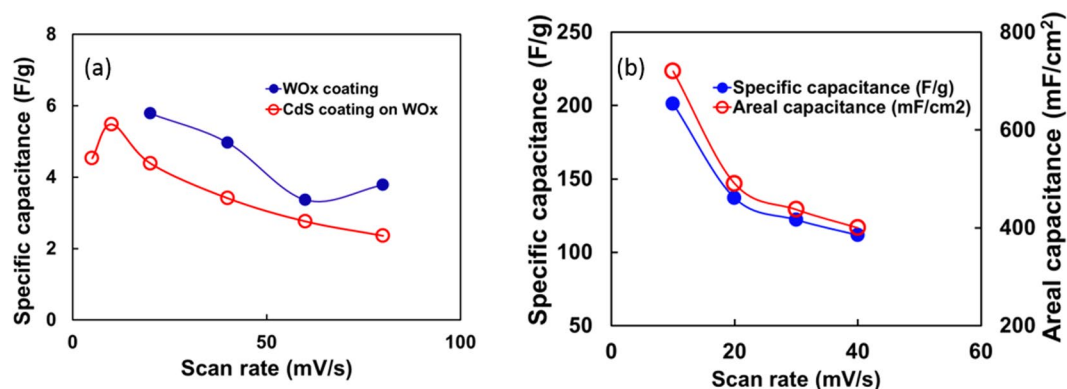 (a)
Specific capacitance (F/g)
8
6
4
2
0
WOx coating
CdS coating on WOx
0
50
100
Scan rate (mV/s)
(b)
Specific capacitance (F/g)
250
200
150
100
50
Specific capacitance (F/g)
Areal capacitance (mF/cm2)
0
20
40
60
Scan rate (mV/s)
800
600
400
200
Areal capacitance (mF/cm²)